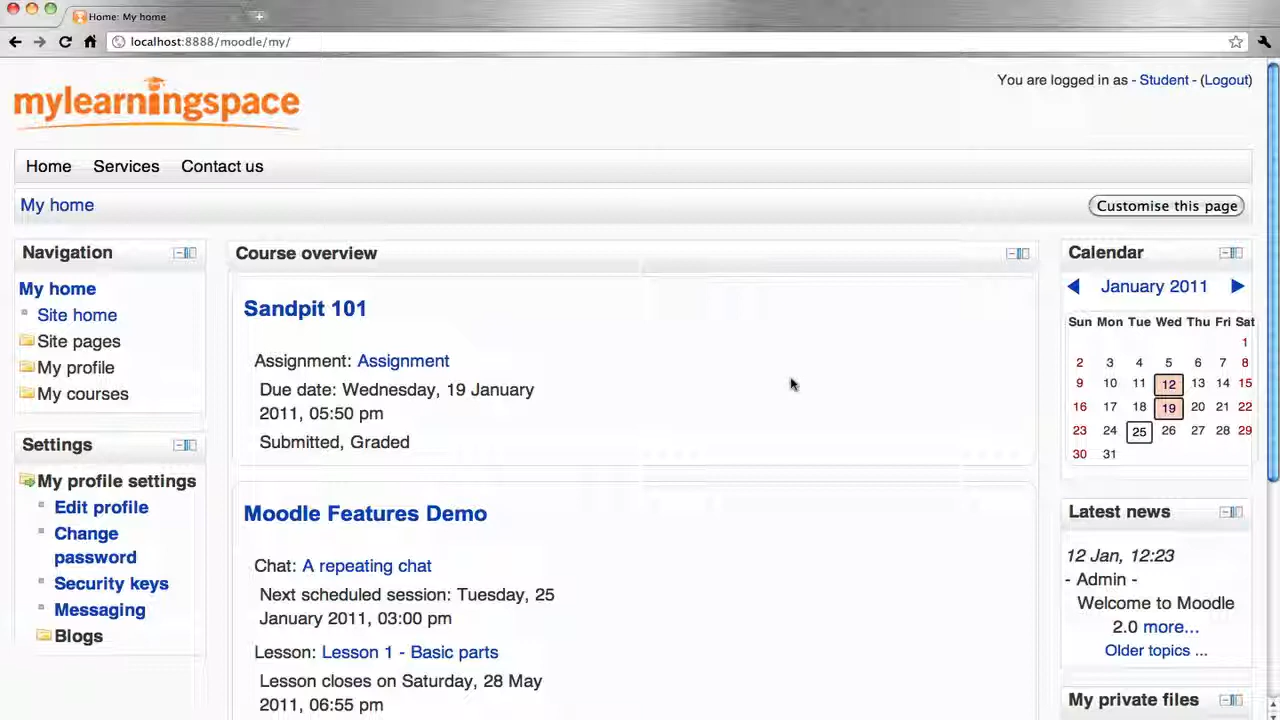 Home: My home
localhost:8888/moodle/my/
You are logged in as - Student - (Logout)
mylearningspace
Home Services Contact us
My home
Customise this page
Navigation
My home
Site home
Site pages
My profile
My courses
Settings
My profile settings
Edit profile
Change
password
Security keys
Messaging
Blogs
Course overview
Sandpit 101
Assignment: Assignment
Due date: Wednesday, 19 January
2011, 05:50 pm
Submitted, Graded
Moodle Features Demo
Chat: A repeating chat
Next scheduled session: Tuesday, 25
January 2011, 03:00 pm
Lesson: Lesson 1 - Basic parts
Lesson closes on Saturday, 28 May
2011, 06:55 pm
Calendar
January 2011
Sun Mon Tue Wed Thu Fri Sat
1
2 3 4 5 6 7 8
9 10 11 12 13 14 15
16 17 18 19 20 21 22
23 24 25 26 27 28 29
30 31
Latest news
12 Jan, 12:23
- Admin -
Welcome to Moodle
2.0 more...
Older topics ...
My private files